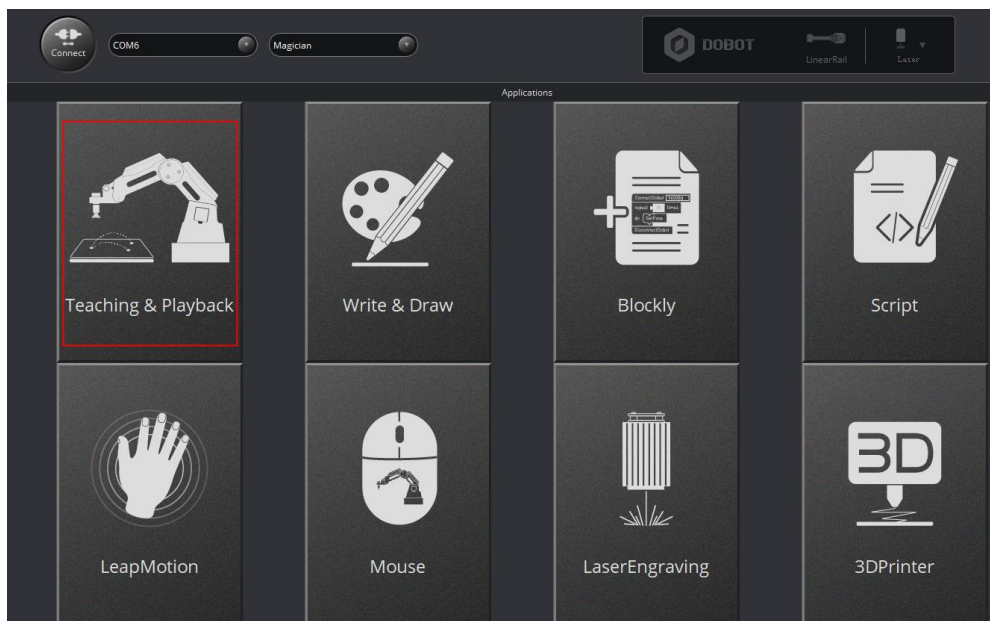 Connect
COM6
Magician
DOBOT
LinearRail
Laser
Applications
Teaching & Playback
Write & Draw
Blockly
Script
LeapMotion
Mouse
LaserEngraving
3D
3DPrinter